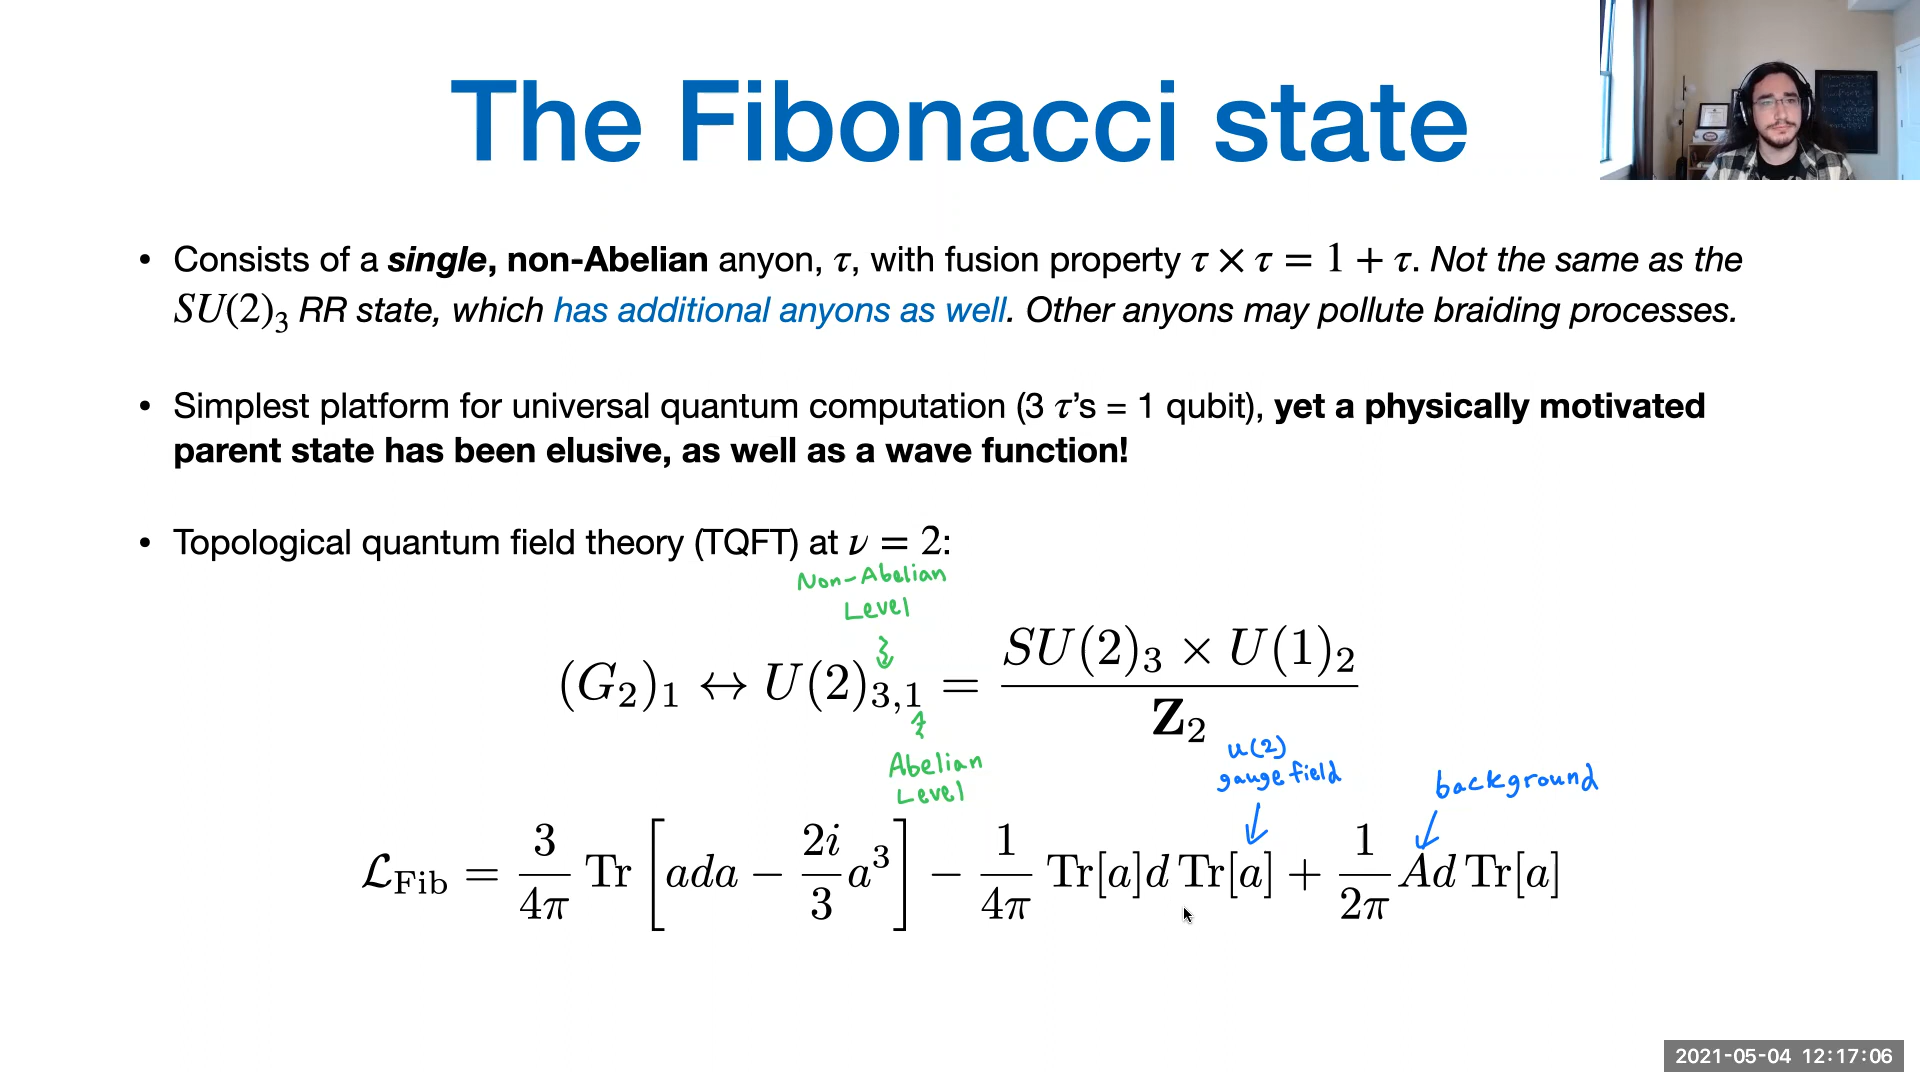 The Fibonacci state
• Consists of a single, non-Abelian anyon, τ, with fusion property τ × τ = 1 + τ. Not the same as the
SU(2)₃ RR state, which has additional anyons as well. Other anyons may pollute braiding processes.
• Simplest platform for universal quantum computation (3 τ's = 1 qubit), yet a physically motivated
parent state has been elusive, as well as a wave function!
• Topological quantum field theory (TQFT) at ν = 2:
Non-Abelian
Level
(G₂)₁ ↔ U(2)₃,₁ = SU(2)₃ × U(1)₂ / Z₂
Abelian
Level
u(2)
gauge field
background
ℒ_Fib = 3/4π Tr [ada − 2i/3 a³] − 1/4π Tr[a]d Tr[a] + 1/2π Ad Tr[a]
2021-05-04 12:17:06